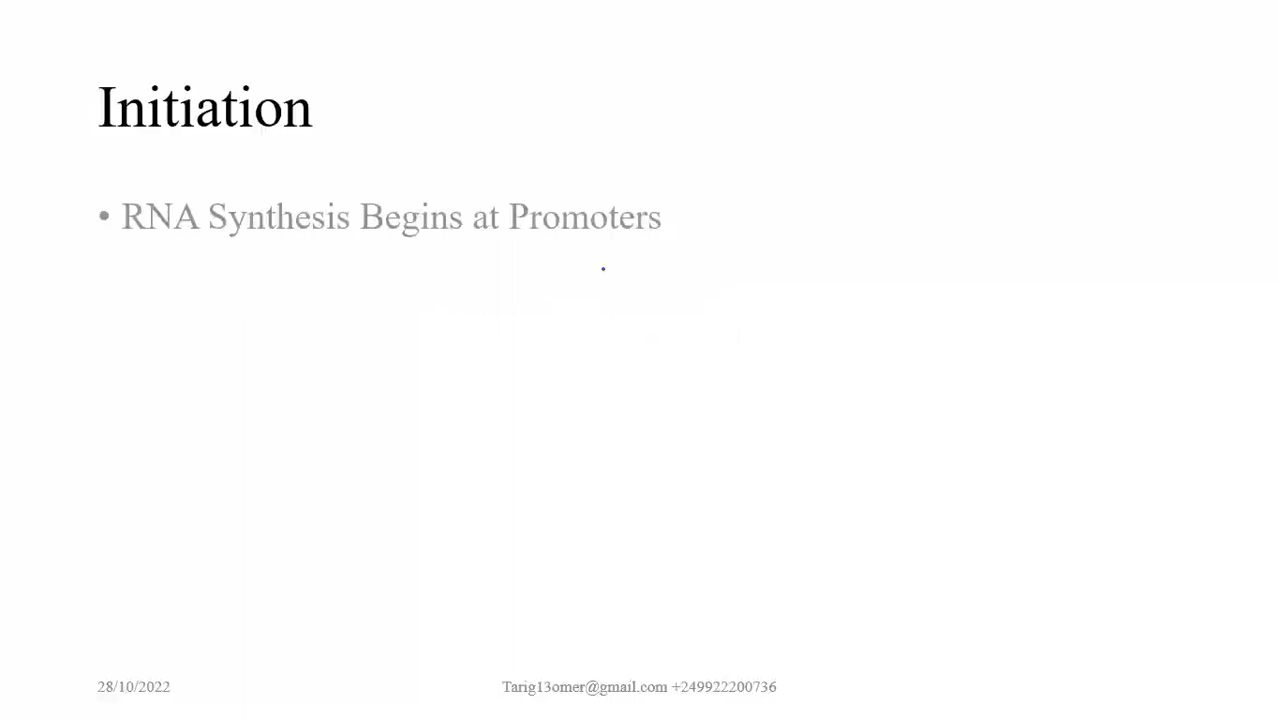 Initiation
• RNA Synthesis Begins at Promoters
28/10/2022
Tarig13omer@gmail.com +249922200736